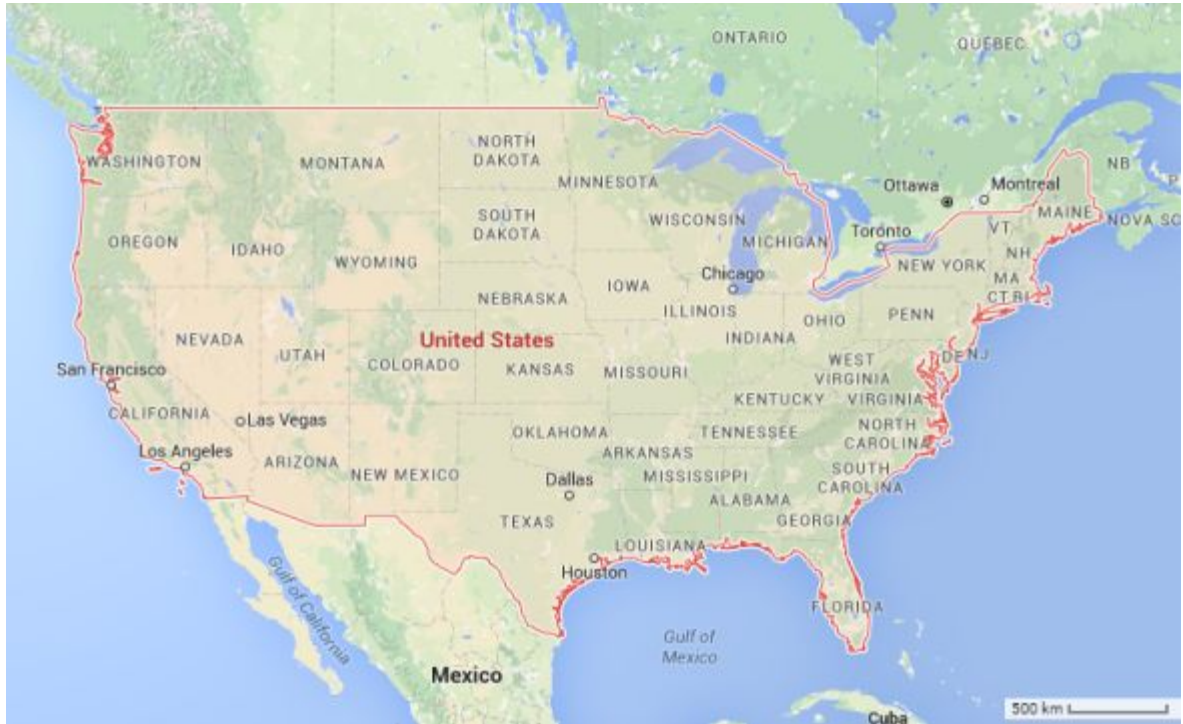 ONTARIO
QUEBEC
NORTH
DAKOTA
WASHINGTON
MONTANA
MINNESOTA
Ottawa
Montreal
NB
P
MAINE
NOVA SC
SOUTH
DAKOTA
WISCONSIN
MICHIGAN
Toronto
VT
OREGON
IDAHO
WYOMING
NEW YORK
NH
MA
CT RI
Chicago
IOWA
NEBRASKA
ILLINOIS
OHIO
PENN
INDIANA
NEVADA
UTAH
United States
COLORADO
KANSAS
MISSOURI
WEST
VIRGINIA
DE
NJ
San Francisco
CALIFORNIA
Las Vegas
KENTUCKY
VIRGINIA
OKLAHOMA
TENNESSEE
NORTH
CAROLINA
Los Angeles
ARIZONA
NEW MEXICO
ARKANSAS
MISSISSIPPI
SOUTH
CAROLINA
Dallas
ALABAMA
TEXAS
GEORGIA
LOUISIANA
Houston
FLORIDA
Gulf of California
Gulf of
Mexico
Mexico
Cuba
500 km